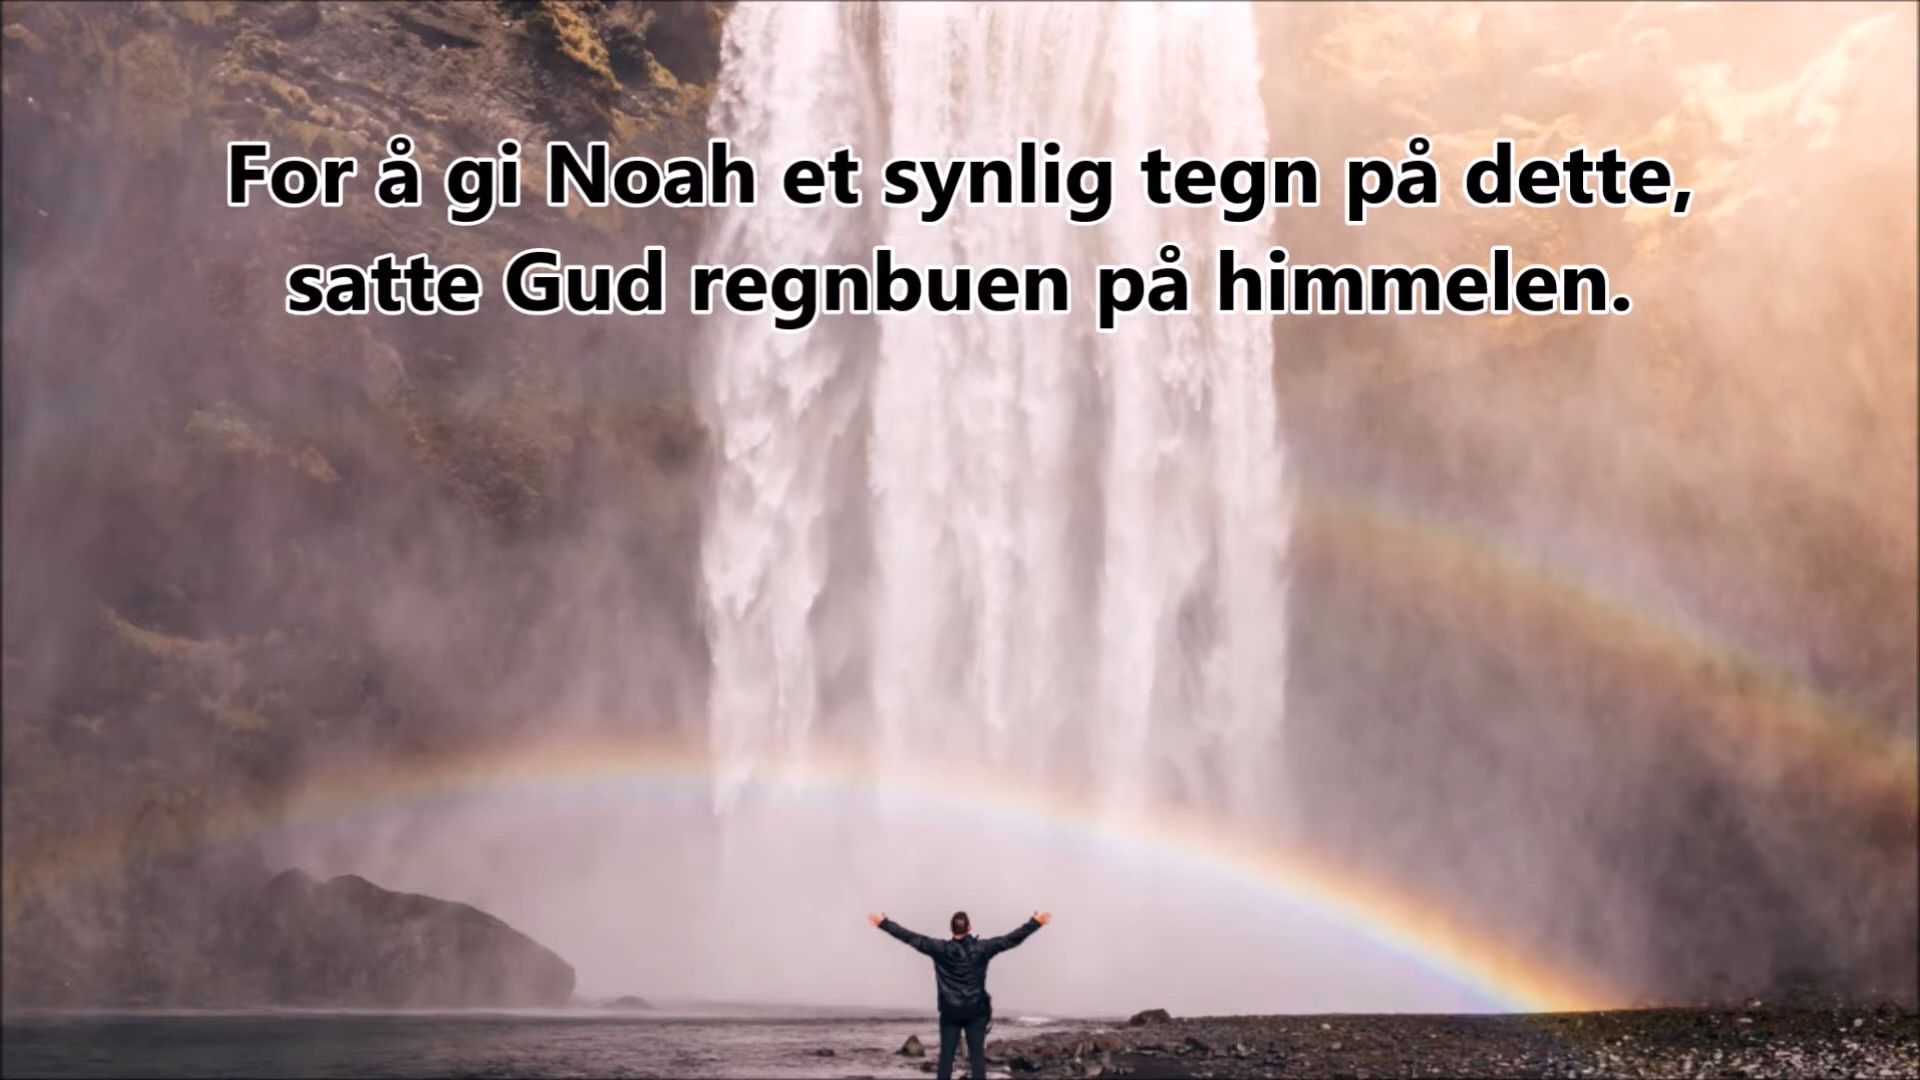 For å gi Noah et synlig tegn på dette,
satte Gud regnbuen på himmelen.